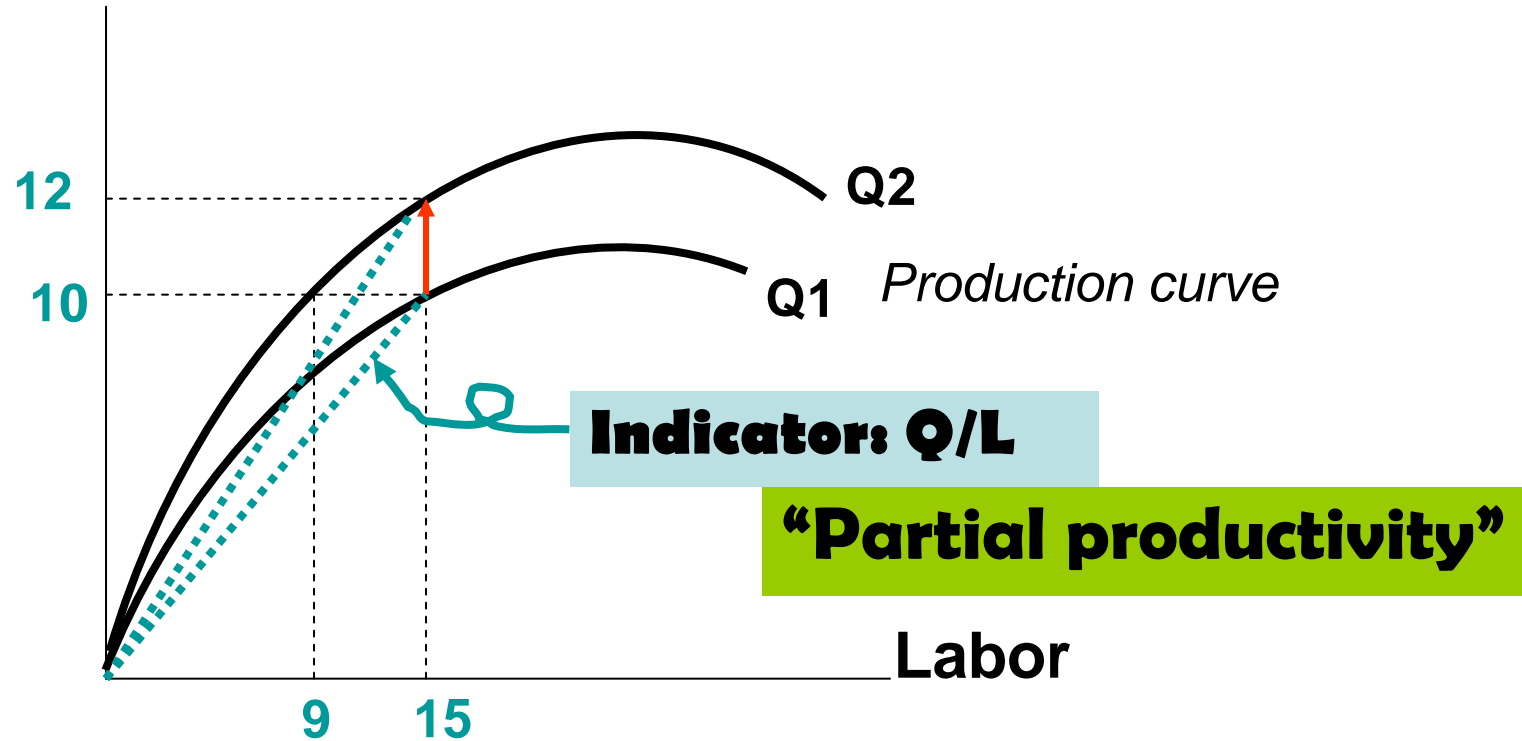 12
Q2
10
Q1
Production curve
Indicator: Q/L
“Partial productivity”
Labor
9
15